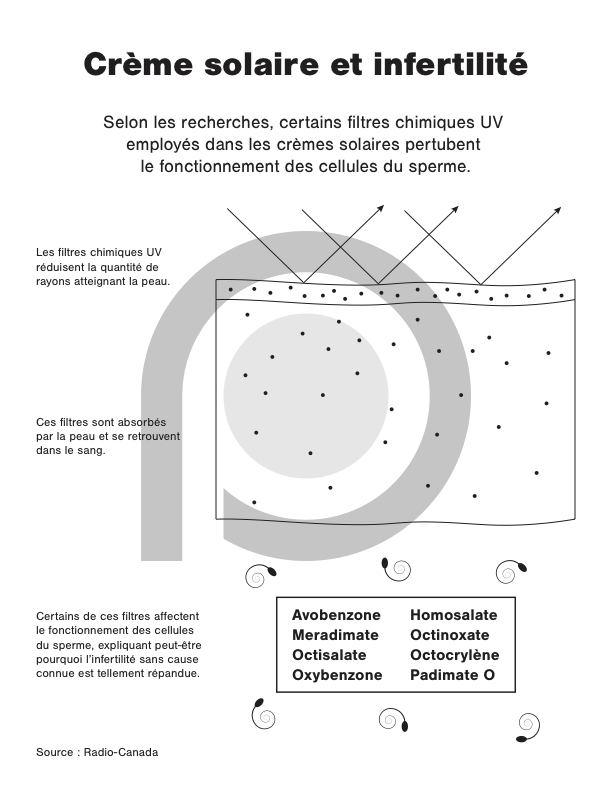 Crème solaire et infertilité
Selon les recherches, certains filtres chimiques UV
employés dans les crèmes solaires pertubent
le fonctionnement des cellules du sperme.
Les filtres chimiques UV
réduisent la quantité de
rayons atteignant la peau.
Ces filtres sont absorbés
par la peau et se retrouvent
dans le sang.
Certains de ces filtres affectent
le fonctionnement des cellules
du sperme, expliquant peut-être
pourquoi l'infertilité sans cause
connue est tellement répandue.
Avobenzone Homosalate
Meradimate Octinoxate
Octisalate Octocrylène
Oxybenzone Padimate O
Source : Radio-Canada